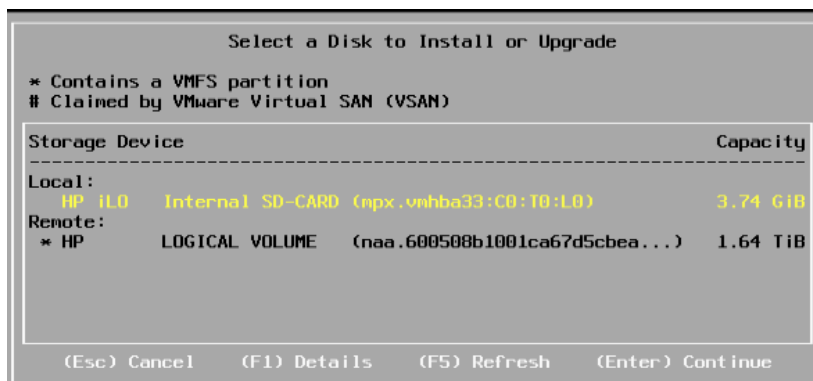 Select a Disk to Install or Upgrade
* Contains a VMFS partition
# Claimed by VMware Virtual SAN (VSAN)
Storage Device Capacity
Local:
HP iLO Internal SD-CARD (mpx.vmhba33:C0:T0:L0) 3.74 GiB
Remote:
* HP LOGICAL VOLUME (naa.600508b1001ca67d5cbea...) 1.64 TiB
(Esc) Cancel (F1) Details (F5) Refresh (Enter) Continue